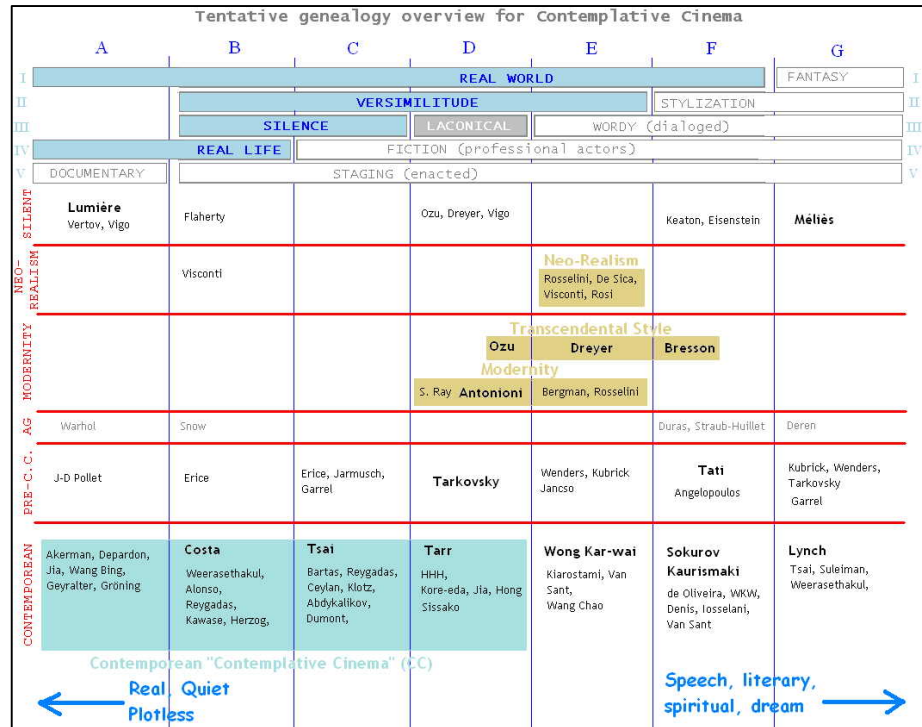 Tentative genealogy overview for Contemplative Cinema
A B C D E F G
I REAL WORLD FANTASY I
II VERSIMILITUDE STYLIZATION II
III SILENCE LACONICAL WORDY (dialoged) III
IV REAL LIFE FICTION (professional actors) IV
V DOCUMENTARY STAGING (enacted) V
SILENT
Lumière
Vertov, Vigo
Flaherty
Ozu, Dreyer, Vigo
Keaton, Eisenstein
Méliès
NEO-
REALISM
Visconti
Neo-Realism
Rosselini, De Sica,
Visconti, Rosi
MODERNITY
Transcendental Style
Ozu Dreyer Bresson
Modernity
S. Ray Antonioni Bergman, Rosselini
AG
Warhol
Snow
Duras, Straub-Huillet
Deren
PRE-C.C.
J-D Pollet
Erice
Erice, Jarmusch,
Garrel
Tarkovsky
Wenders, Kubrick
Jancso
Tati
Angelopoulos
Kubrick, Wenders,
Tarkovsky
Garrel
CONTEMPOREAN
Akerman, Depardon,
Jia, Wang Bing,
Geyralter, Gröning
Costa
Weerasethakul,
Alonso,
Reygadas,
Kawase, Herzog,
Tsai
Bartas, Reygadas,
Ceylan, Klotz,
Abdykalikov,
Dumont,
Tarr
HHH,
Kore-eda, Jia, Hong
Sissako
Wong Kar-wai
Kiarostami, Van
Sant,
Wang Chao
Sokurov
Kaurismaki
de Oliveira, WKW,
Denis, Iosselani,
Van Sant
Lynch
Tsai, Suleiman,
Weerasethakul,
Contemporean "Contemplative Cinema" (CC)
Real, Quiet
Plotless
Speech, literary,
spiritual, dream